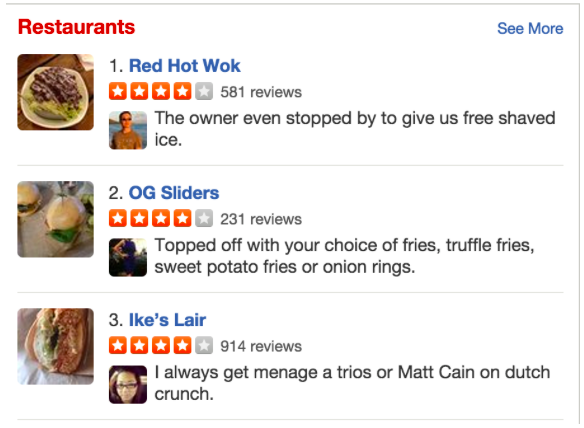 Restaurants
See More
1. Red Hot Wok
581 reviews
The owner even stopped by to give us free shaved
ice.
2. OG Sliders
231 reviews
Topped off with your choice of fries, truffle fries,
sweet potato fries or onion rings.
3. Ike’s Lair
914 reviews
I always get menage a trios or Matt Cain on dutch
crunch.